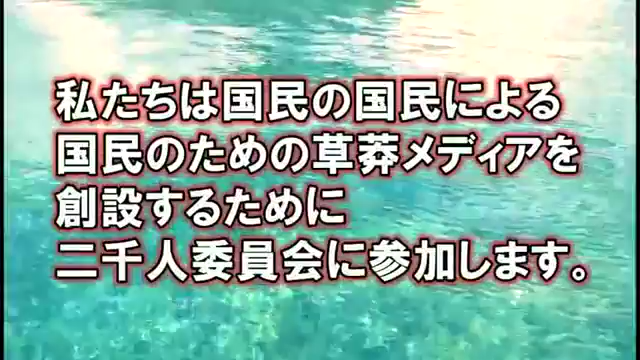 私たちは国民の国民による
国民のための草莽メディアを
創設するために
二千人委員会に参加します。